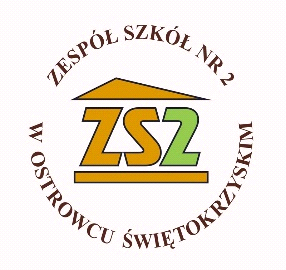 ZESPÓŁ SZKÓŁ NR 2
ZS2
W OSTROWCU ŚWIĘTOKRZYSKIM